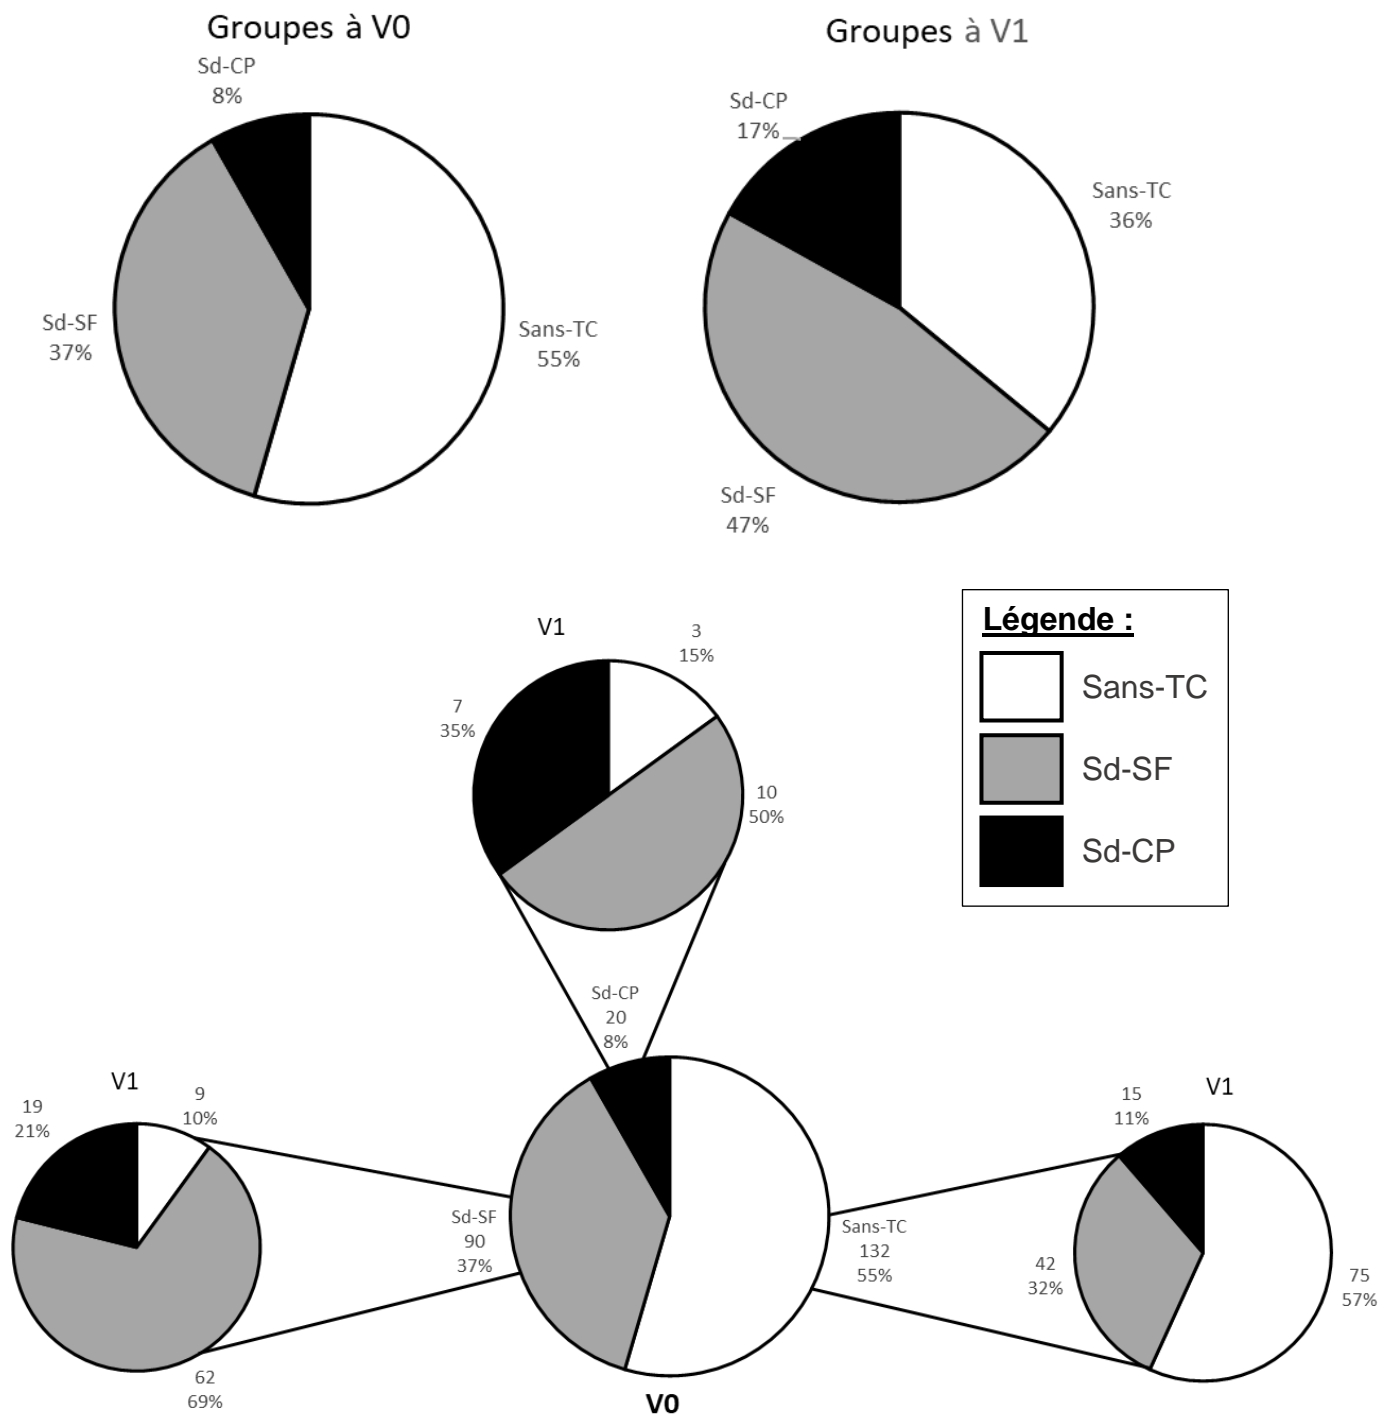 Groupes à V0
Sd-CP
8%
Sd-SF
37%
Sans-TC
55%
Groupes à V1
Sd-CP
17%
Sans-TC
36%
Sd-SF
47%
Légende :
Sans-TC
Sd-SF
Sd-CP
V1
3
15%
7
35%
10
50%
Sd-CP
20
8%
V1
9
10%
19
21%
62
69%
Sd-SF
90
37%
Sans-TC
132
55%
V0
V1
15
11%
42
32%
75
57%